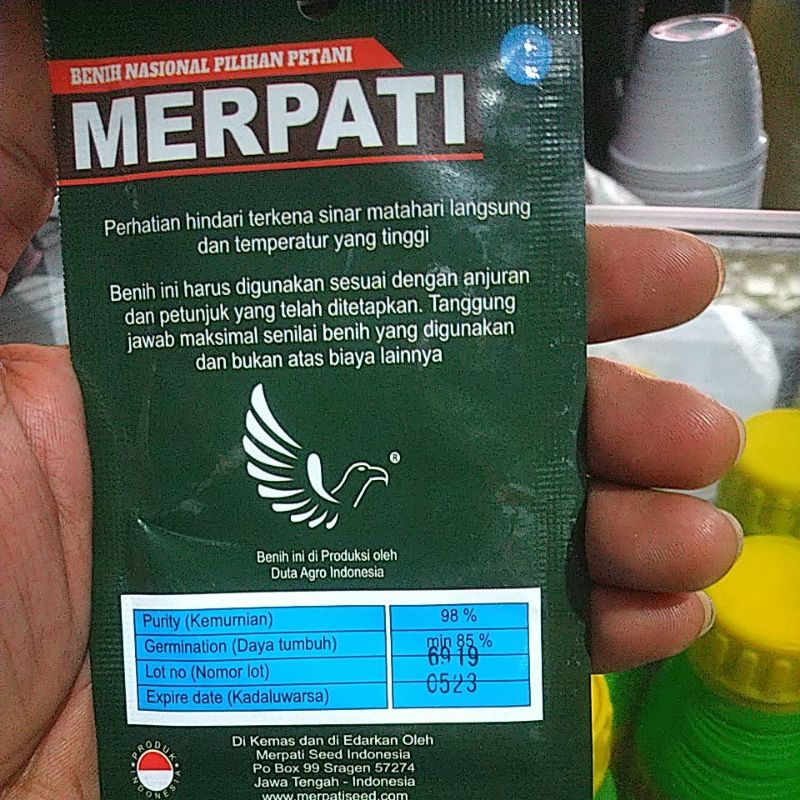 BENIH NASIONAL PILIHAN PETANI
MERPATI
Perhatian hindari terkena sinar matahari langsung
dan temperatur yang tinggi
Benih ini harus digunakan sesuai dengan anjuran
dan petunjuk yang telah ditetapkan. Tanggung
jawab maksimal senilai benih yang digunakan
dan bukan atas biaya lainnya
®
Benih ini di Produksi oleh
Duta Agro Indonesia
Purity (Kemurnian) 98 %
Germination (Daya tumbuh) min 85 %
Lot no (Nomor lot) 6919
Expire date (Kadaluwarsa) 0523
Di Kemas dan di Edarkan Oleh
Merpati Seed Indonesia
Po Box 99 Sragen 57274
Jawa Tengah - Indonesia
www.merpatiseed.com
PRODUK INDONESIA